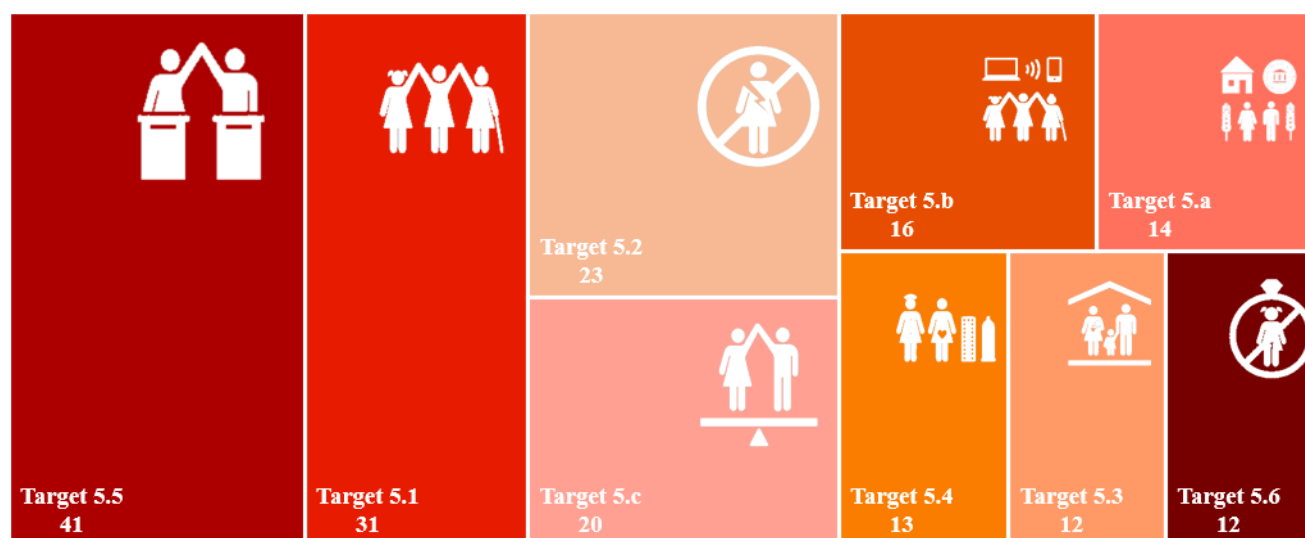 Target 5.5
41
Target 5.1
31
Target 5.2
23
Target 5.c
20
Target 5.b
16
Target 5.a
14
Target 5.4
13
Target 5.3
12
Target 5.6
12